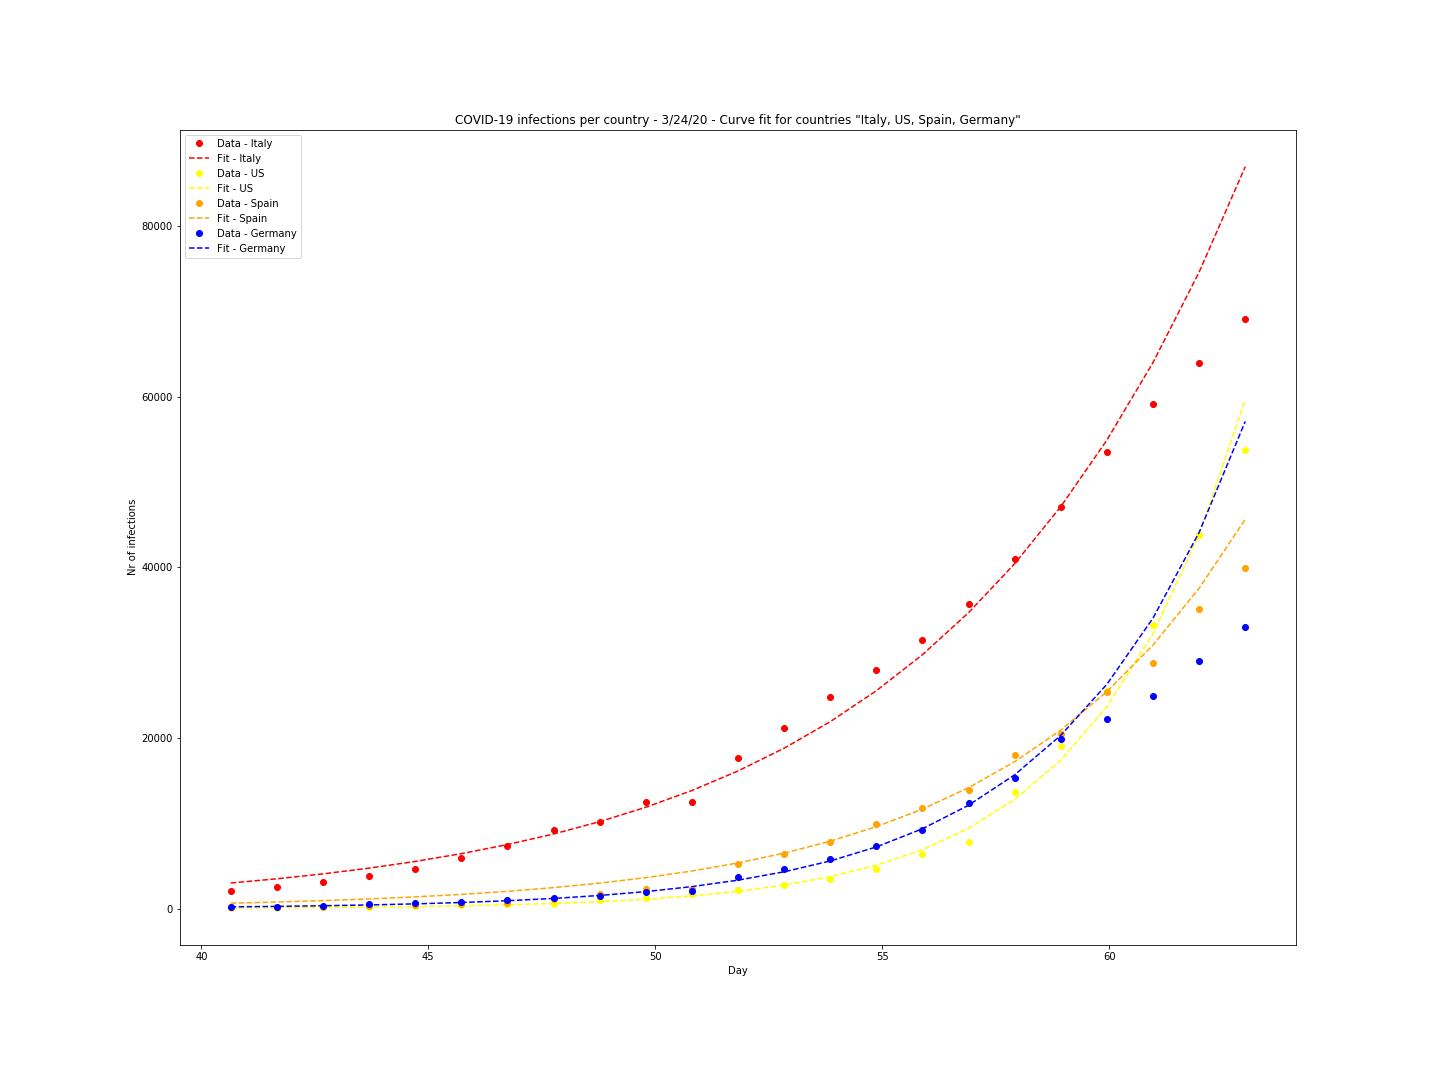 COVID-19 infections per country - 3/24/20 - Curve fit for countries "Italy, US, Spain, Germany"
Data - Italy
Fit - Italy
Data - US
Fit - US
Data - Spain
Fit - Spain
Data - Germany
Fit - Germany
80000
60000
40000
20000
0
Nr of infections
40 45 50 55 60
Day